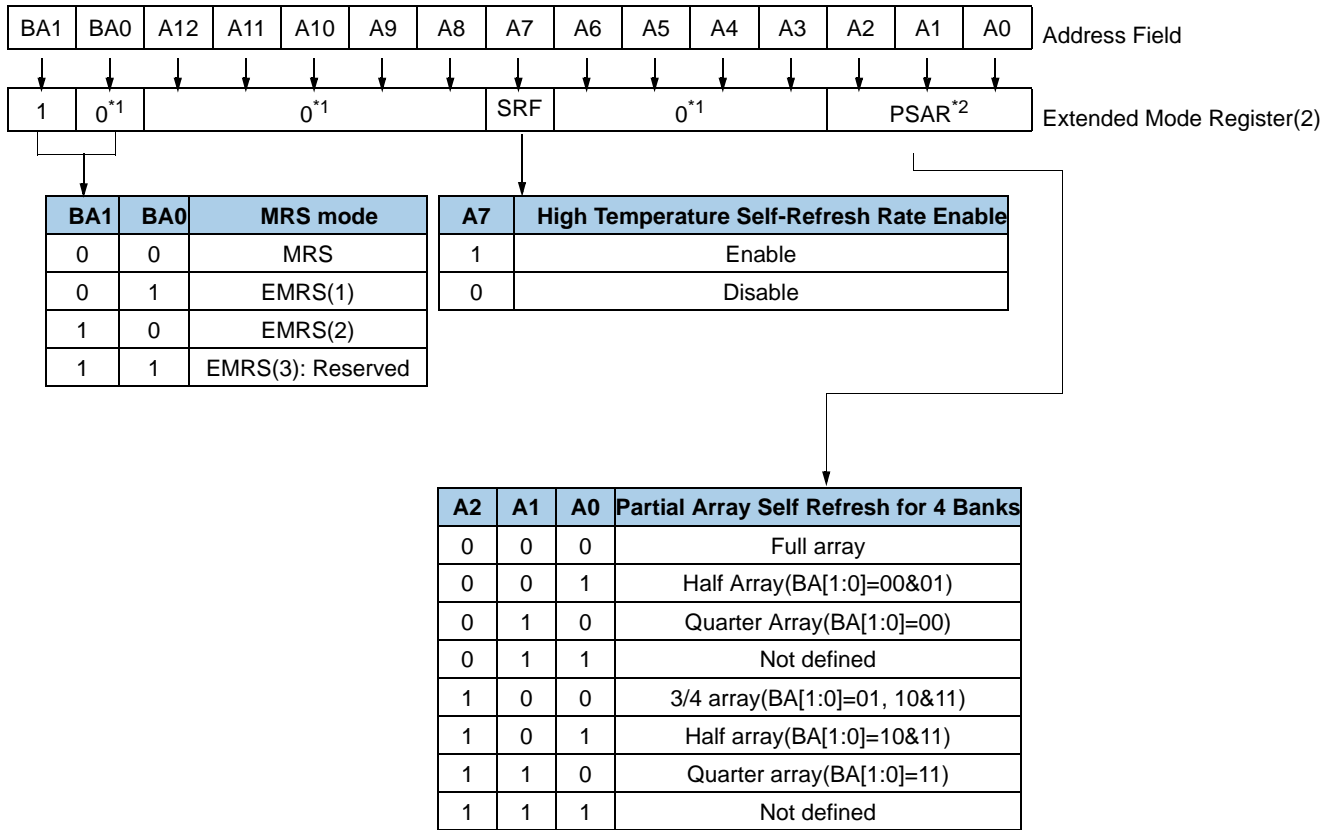 BA1 BA0 A12 A11 A10 A9 A8 A7 A6 A5 A4 A3 A2 A1 A0 Address Field
1 0*1 0*1 SRF 0*1 PSAR*2 Extended Mode Register(2)
BA1 BA0 MRS mode
0 0 MRS
0 1 EMRS(1)
1 0 EMRS(2)
1 1 EMRS(3): Reserved
A7 High Temperature Self-Refresh Rate Enable
1 Enable
0 Disable
A2 A1 A0 Partial Array Self Refresh for 4 Banks
0 0 0 Full array
0 0 1 Half Array(BA[1:0]=00&01)
0 1 0 Quarter Array(BA[1:0]=00)
0 1 1 Not defined
1 0 0 3/4 array(BA[1:0]=01, 10&11)
1 0 1 Half array(BA[1:0]=10&11)
1 1 0 Quarter array(BA[1:0]=11)
1 1 1 Not defined